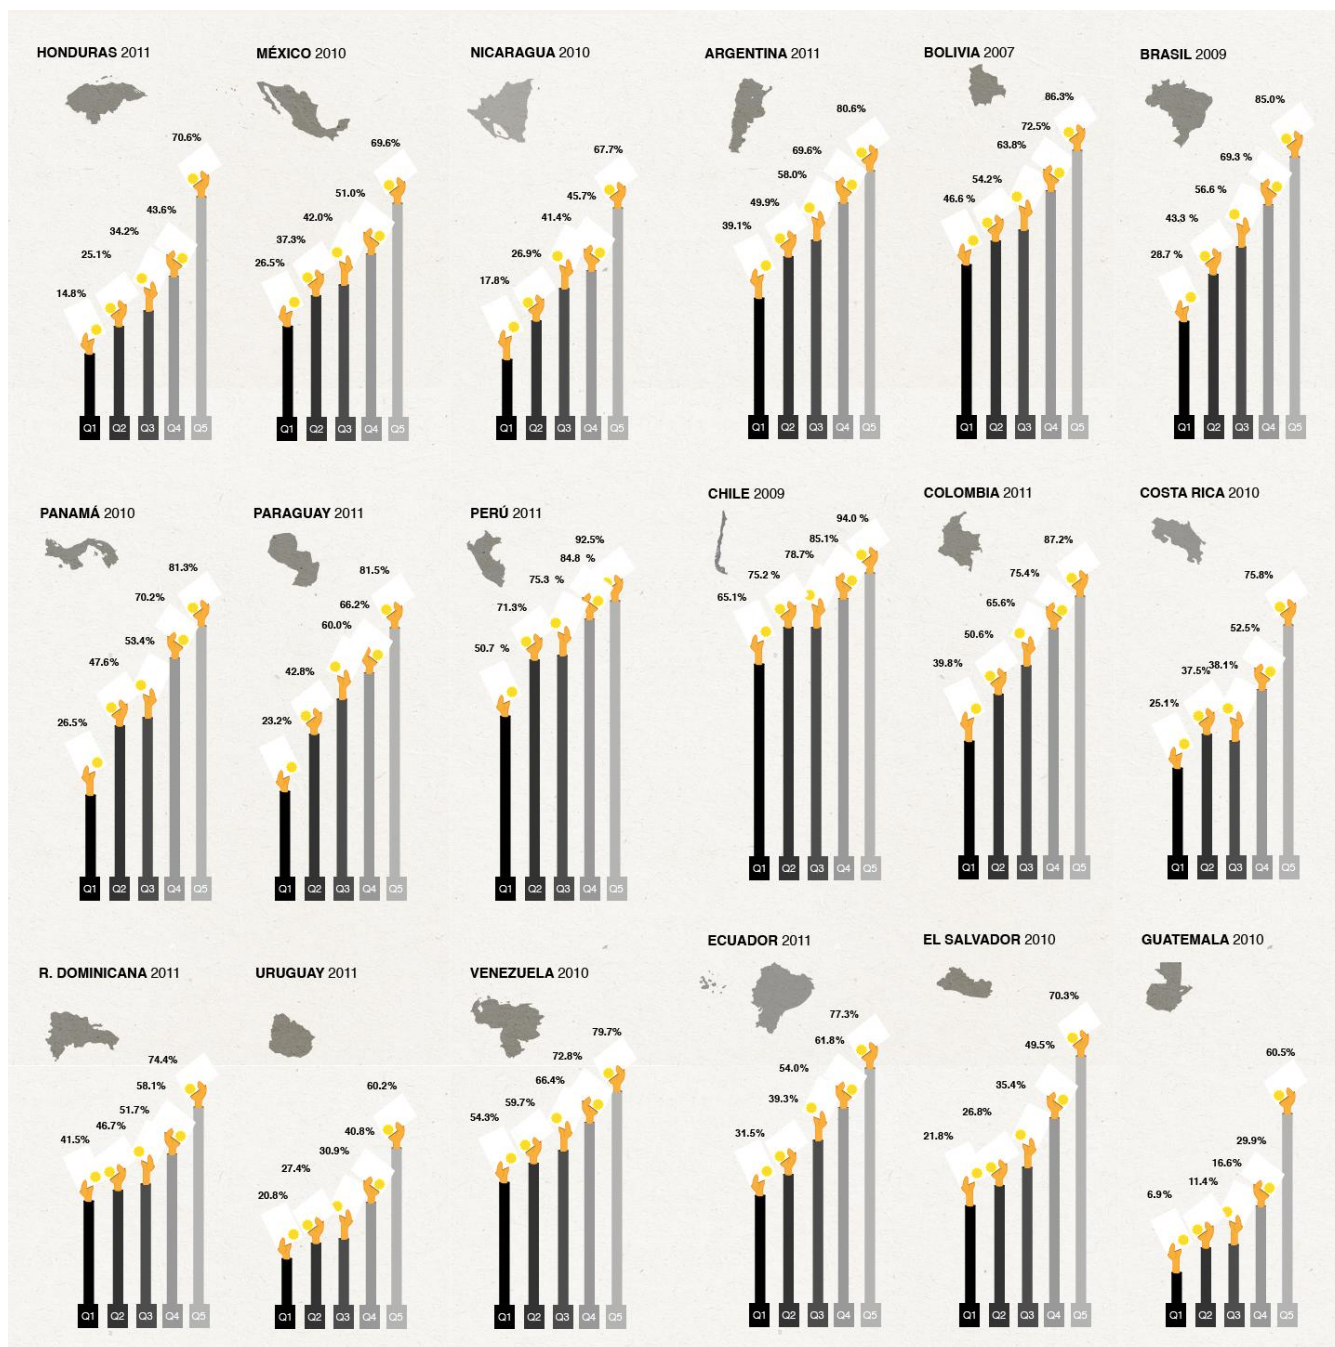 HONDURAS 2011
14.8%
25.1%
34.2%
43.6%
70.6%
Q1 Q2 Q3 Q4 Q5
MÉXICO 2010
26.5%
37.3%
42.0%
51.0%
69.6%
Q1 Q2 Q3 Q4 Q5
NICARAGUA 2010
17.8%
26.9%
41.4%
45.7%
67.7%
Q1 Q2 Q3 Q4 Q5
ARGENTINA 2011
39.1%
49.9%
58.0%
69.6%
80.6%
Q1 Q2 Q3 Q4 Q5
BOLIVIA 2007
46.6%
54.2%
63.8%
72.5%
86.3%
Q1 Q2 Q3 Q4 Q5
BRASIL 2009
28.7 %
43.3 %
56.6 %
69.3 %
85.0%
Q1 Q2 Q3 Q4 Q5
PANAMÁ 2010
26.5%
47.6%
53.4%
70.2%
81.3%
Q1 Q2 Q3 Q4 Q5
PARAGUAY 2011
23.2%
42.8%
60.0%
66.2%
81.5%
Q1 Q2 Q3 Q4 Q5
PERÚ 2011
50.7 %
71.3%
75.3 %
84.8 %
92.5%
Q1 Q2 Q3 Q4 Q5
CHILE 2009
65.1%
75.2 %
78.7%
85.1%
94.0 %
Q1 Q2 Q3 Q4 Q5
COLOMBIA 2011
39.8%
50.6%
65.6%
75.4%
87.2%
Q1 Q2 Q3 Q4 Q5
COSTA RICA 2010
25.1%
37.5%
38.1%
52.5%
75.8%
Q1 Q2 Q3 Q4 Q5
R. DOMINICANA 2011
41.5%
46.7%
51.7%
58.1%
74.4%
Q1 Q2 Q3 Q4 Q5
URUGUAY 2011
20.8%
27.4%
30.9%
40.8%
60.2%
Q1 Q2 Q3 Q4 Q5
VENEZUELA 2010
54.3%
59.7%
66.4%
72.8%
79.7%
Q1 Q2 Q3 Q4 Q5
ECUADOR 2011
31.5%
39.3%
54.0%
61.8%
77.3%
Q1 Q2 Q3 Q4 Q5
EL SALVADOR 2010
21.8%
26.8%
35.4%
49.5%
70.3%
Q1 Q2 Q3 Q4 Q5
GUATEMALA 2010
6.9%
11.4%
16.6%
29.9%
60.5%
Q1 Q2 Q3 Q4 Q5